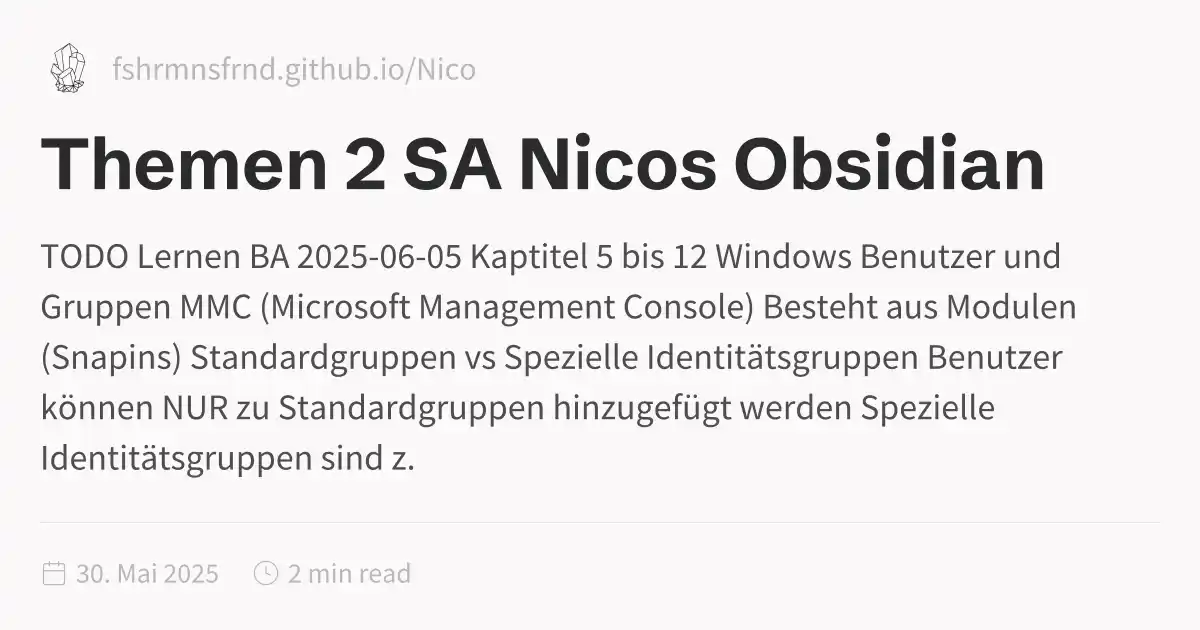 fshrmnsfrnd.github.io/Nico
Themen 2 SA Nicos Obsidian
TODO Lernen BA 2025-06-05 Kaptitel 5 bis 12 Windows Benutzer und
Gruppen MMC (Microsoft Management Console) Besteht aus Modulen
(Snapins) Standardgruppen vs Spezielle Identitätsgruppen Benutzer
können NUR zu Standardgruppen hinzugefügt werden Spezielle
Identitätsgruppen sind z.
30. Mai 2025 2 min read